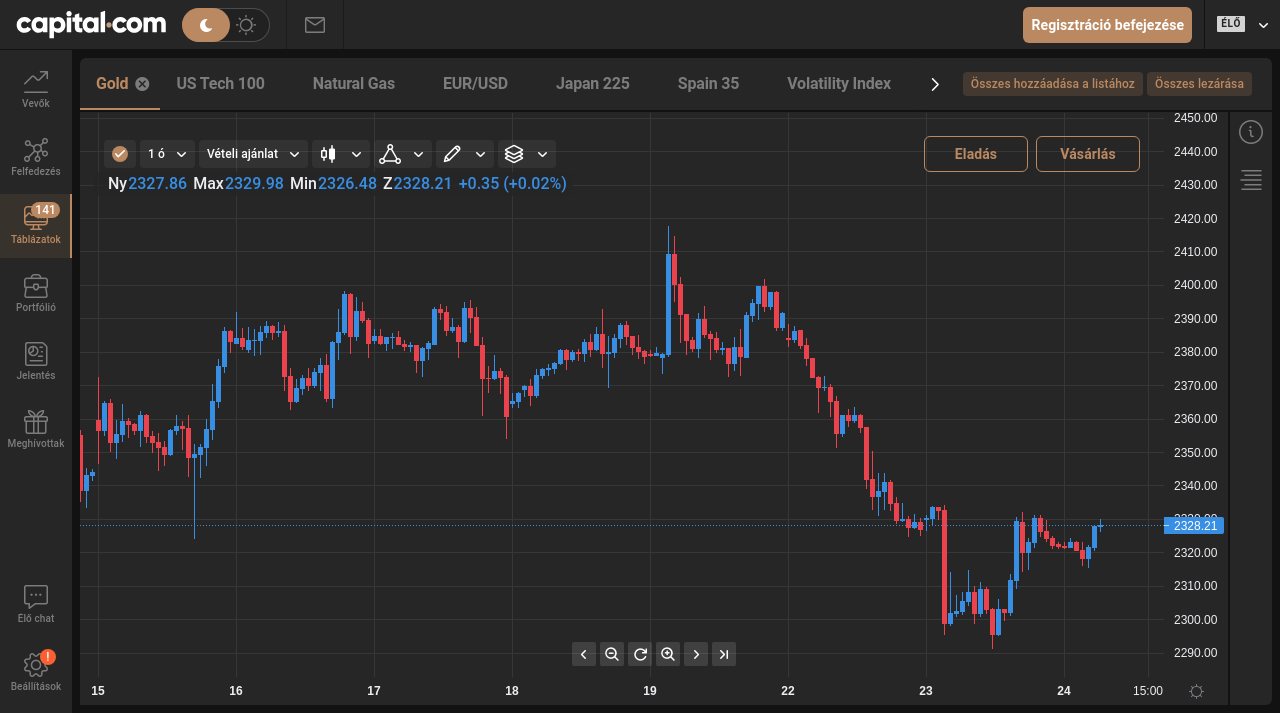 capital.com
Regisztráció befejezése
ÉLŐ
Gold
US Tech 100
Natural Gas
EUR/USD
Japan 225
Spain 35
Volatility Index
Összes hozzáadása a listához
Összes lezárása
Vevők
Felfedezés
141
Táblázatok
Portfólió
Jelentés
Meghívottak
Élő chat
!
Beállítások
1 ó
Vételi ajánlat
Eladás
Vásárlás
Ny2327.86 Max2329.98 Min2326.48 Z2328.21 +0.35 (+0.02%)
2450.00
2440.00
2430.00
2420.00
2410.00
2400.00
2390.00
2380.00
2370.00
2360.00
2350.00
2340.00
2328.21
2320.00
2310.00
2300.00
2290.00
15
16
17
18
19
22
23
24
15:00